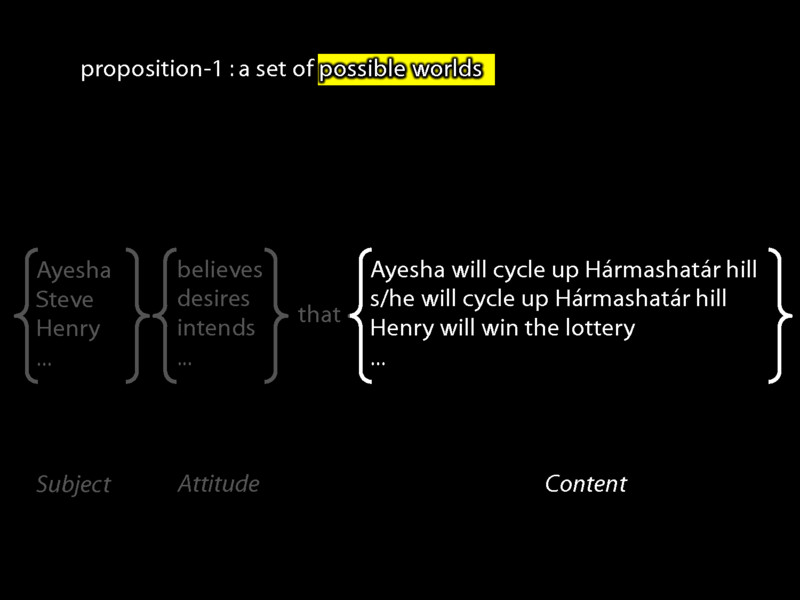 proposition-1 : a set of possible worlds
Ayesha
Steve
Henry
...
believes
desires
intends
...
that
Ayesha will cycle up Hármashatár hill
s/he will cycle up Hármashatár hill
Henry will win the lottery
...
Subject
Attitude
Content